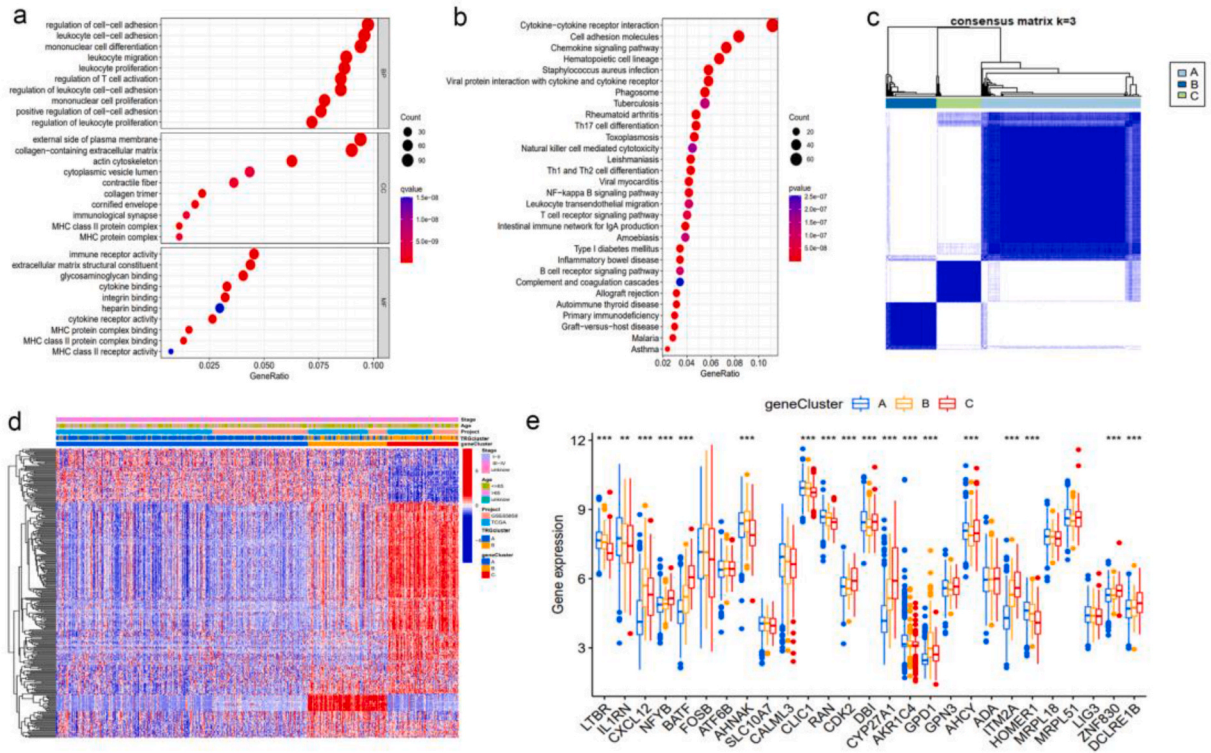 a
regulation of cell-cell adhesion
leukocyte cell-cell adhesion
mononuclear cell differentiation
leukocyte migration
leukocyte proliferation
regulation of T cell activation
regulation of leukocyte cell-cell adhesion
mononuclear cell proliferation
positive regulation of cell-cell adhesion
regulation of leukocyte proliferation
BP
external side of plasma membrane
collagen-containing extracellular matrix
actin cytoskeleton
cytoplasmic vesicle lumen
contractile fiber
collagen trimer
cornified envelope
immunological synapse
MHC class II protein complex
MHC protein complex
CC
immune receptor activity
extracellular matrix structural constituent
glycosaminoglycan binding
cytokine binding
integrin binding
heparin binding
cytokine receptor activity
MHC protein complex binding
MHC class II protein complex binding
MHC class II receptor activity
MF
0.025 0.050 0.075 0.100
GeneRatio
Count
30
60
90
qvalue
1.5e-08
1.0e-08
5.0e-09
b
Cytokine-cytokine receptor interaction
Cell adhesion molecules
Chemokine signaling pathway
Hematopoietic cell lineage
Staphylococcus aureus infection
Viral protein interaction with cytokine and cytokine receptor
Phagosome
Tuberculosis
Rheumatoid arthritis
Th17 cell differentiation
Toxoplasmosis
Natural killer cell mediated cytotoxicity
Leishmaniasis
Th1 and Th2 cell differentiation
Viral myocarditis
NF-kappa B signaling pathway
Leukocyte transendothelial migration
T cell receptor signaling pathway
Intestinal immune network for IgA production
Amoebiasis
Type I diabetes mellitus
Inflammatory bowel disease
B cell receptor signaling pathway
Complement and coagulation cascades
Allograft rejection
Autoimmune thyroid disease
Primary immunodeficiency
Graft-versus-host disease
Malaria
Asthma
0.02 0.04 0.06 0.08 0.10
GeneRatio
Count
20
40
60
pvalue
2.5e-07
2.0e-07
1.5e-07
1.0e-07
5.0e-08
c
consensus matrix k=3
A
B
C
d
Stage
Age
Project
TRGcluster
geneCluster
Stage
unknow
Age
<=65
>65
unknow
Project
TCGA
TRGcluster
A
B
geneCluster
A
B
C
e
geneCluster A B C
*** ** *** *** *** *** *** *** *** *** *** *** *** *** *** *** *** ***
Gene expression
12
9
6
3
LTBR
IL1RN
CXCL12
NFYB
BATF
FOSB
ATF6B
AHNAK
SLC10A7
CALML3
CLIC1
RAN
CDK2
DBI
CYP27A1
AKR1C4
GPD1
GPN3
AHCY
ADA
ITM2A
HOMER1
MRPL18
MRPL51
LIG3
ZNF830
DCLRE1B